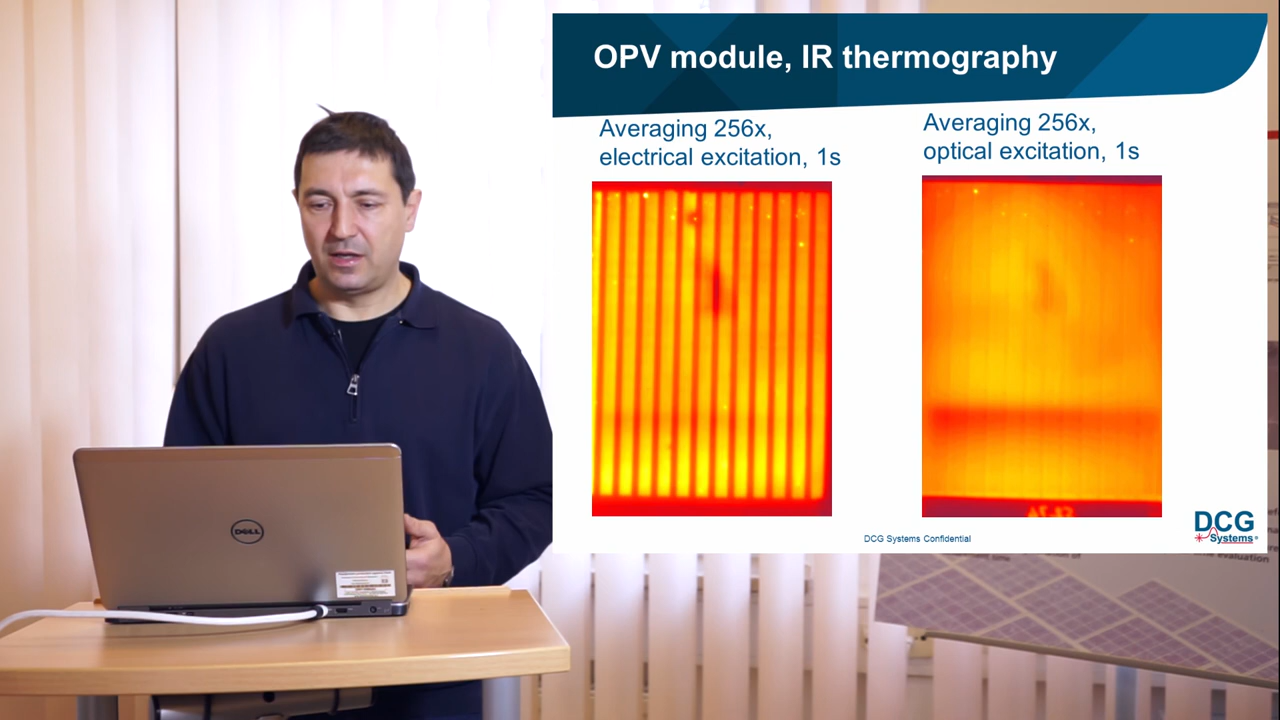 OPV module, IR thermography
Averaging 256x,
electrical excitation, 1s
Averaging 256x,
optical excitation, 1s
DCG Systems Confidential
DCG
Systems
DELL
evaluation